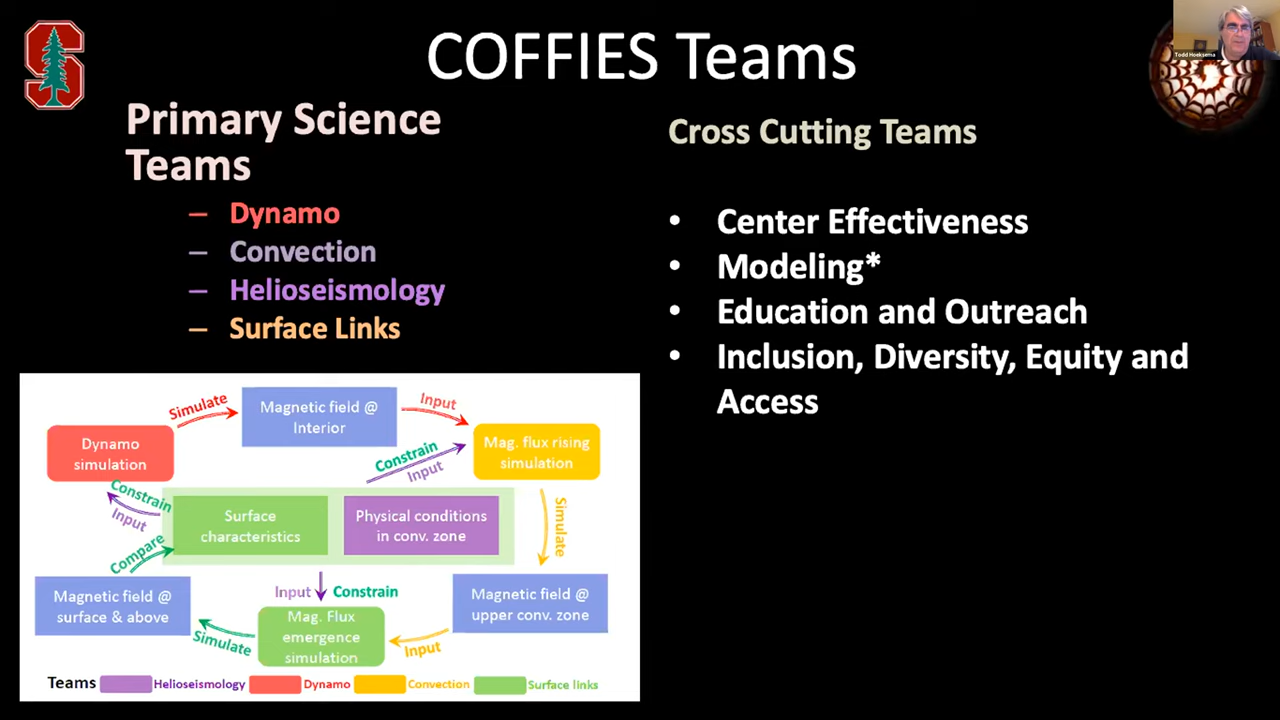 COFFIES Teams
Todd Hoeksema
Primary Science
Teams
– Dynamo
– Convection
– Helioseismology
– Surface Links
Cross Cutting Teams
• Center Effectiveness
• Modeling*
• Education and Outreach
• Inclusion, Diversity, Equity and
Access
Simulate
Magnetic field @
Interior
Input
Dynamo
simulation
Mag. flux rising
simulation
Constrain
Input
Constrain
Input
Surface
characteristics
Physical conditions
in conv. zone
Simulate
Compare
Magnetic field @
surface & above
Input
Constrain
Magnetic field @
upper conv. zone
Mag. Flux
emergence
simulation
Simulate
Input
Teams Helioseismology Dynamo Convection Surface links
S